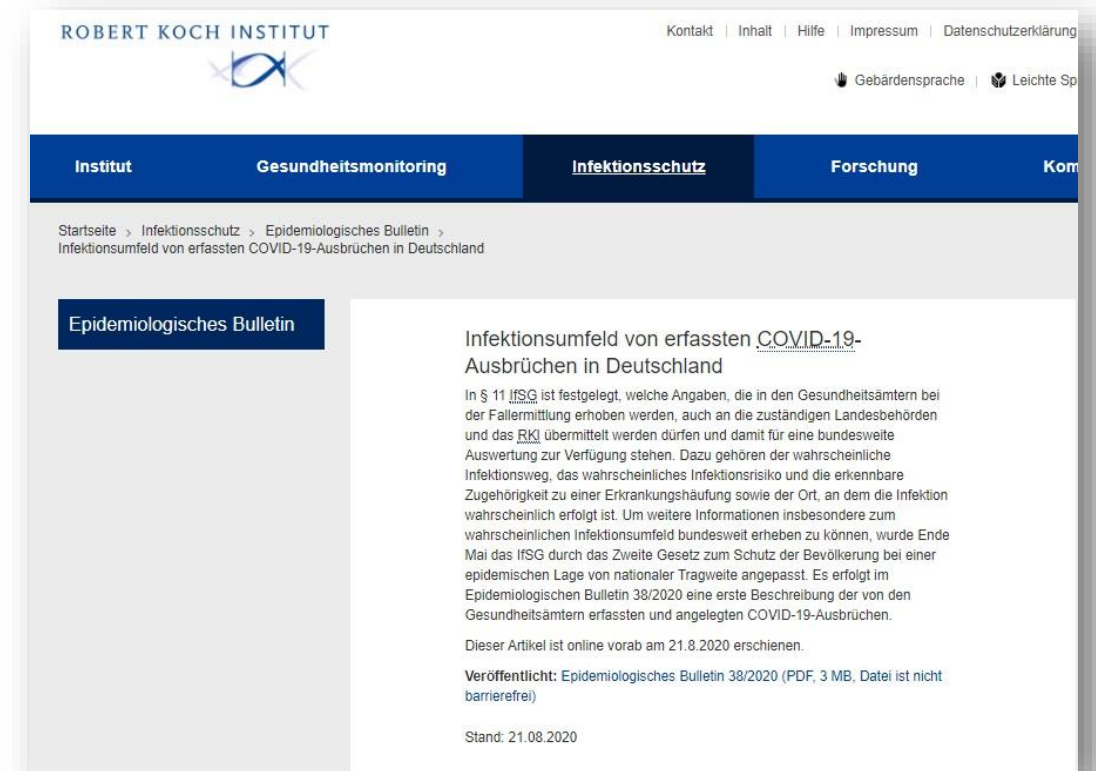 ROBERT KOCH INSTITUT
Kontakt | Inhalt | Hilfe | Impressum | Datenschutzerklärung
Gebärdensprache | Leichte Sp
Institut Gesundheitsmonitoring Infektionsschutz Forschung Kom
Startseite > Infektionsschutz > Epidemiologisches Bulletin >
Infektionsumfeld von erfassten COVID-19-Ausbrüchen in Deutschland
Epidemiologisches Bulletin
Infektionsumfeld von erfassten COVID-19-
Ausbrüchen in Deutschland
In § 11 IfSG ist festgelegt, welche Angaben, die in den Gesundheitsämtern bei
der Fallermittlung erhoben werden, auch an die zuständigen Landesbehörden
und das RKI übermittelt werden dürfen und damit für eine bundesweite
Auswertung zur Verfügung stehen. Dazu gehören der wahrscheinliche
Infektionsweg, das wahrscheinliches Infektionsrisiko und die erkennbare
Zugehörigkeit zu einer Erkrankungshäufung sowie der Ort, an dem die Infektion
wahrscheinlich erfolgt ist. Um weitere Informationen insbesondere zum
wahrscheinlichen Infektionsumfeld bundesweit erheben zu können, wurde Ende
Mai das IfSG durch das Zweite Gesetz zum Schutz der Bevölkerung bei einer
epidemischen Lage von nationaler Tragweite angepasst. Es erfolgt im
Epidemiologischen Bulletin 38/2020 eine erste Beschreibung der von den
Gesundheitsämtern erfassten und angelegten COVID-19-Ausbrüchen.
Dieser Artikel ist online vorab am 21.8.2020 erschienen.
Veröffentlicht: Epidemiologisches Bulletin 38/2020 (PDF, 3 MB, Datei ist nicht
barrierefrei)
Stand: 21.08.2020